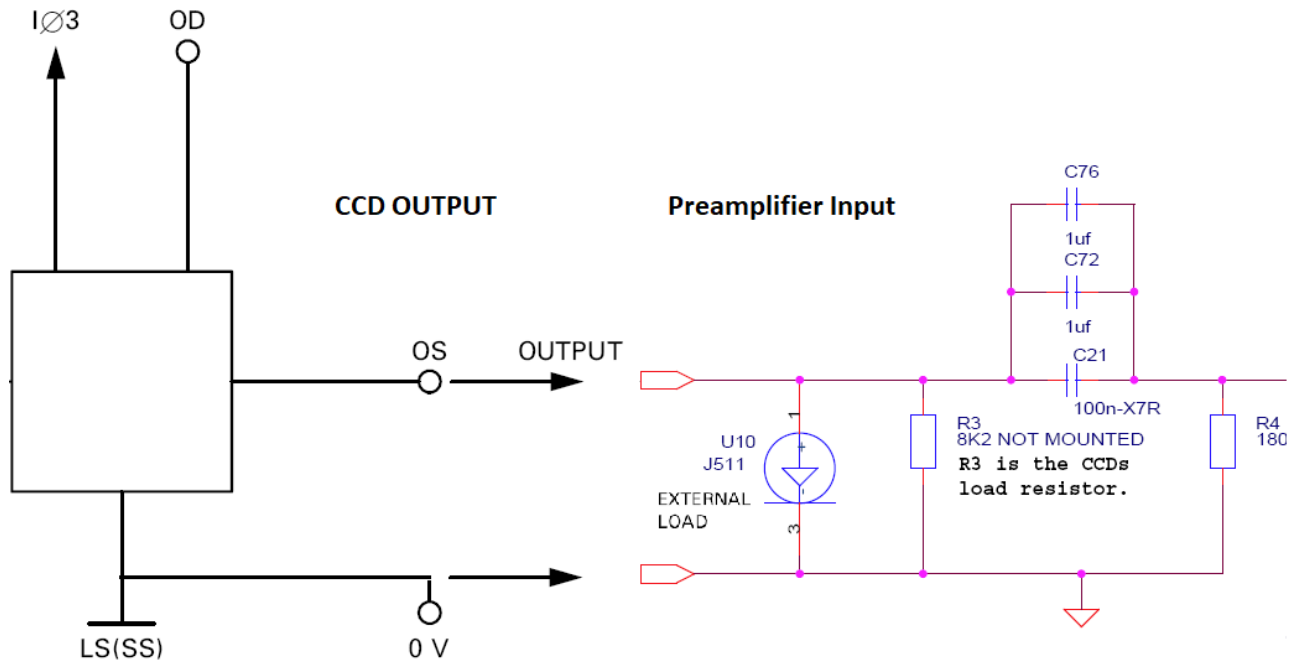 I∅3
OD
CCD OUTPUT
Preamplifier Input
C76
1uf
C72
1uf
OS
OUTPUT
C21
100n-X7R
1
U10
J511
+
-
EXTERNAL
LOAD
3
R3
8K2 NOT MOUNTED
R3 is the CCDs
load resistor.
R4
180
LS(SS)
0 V